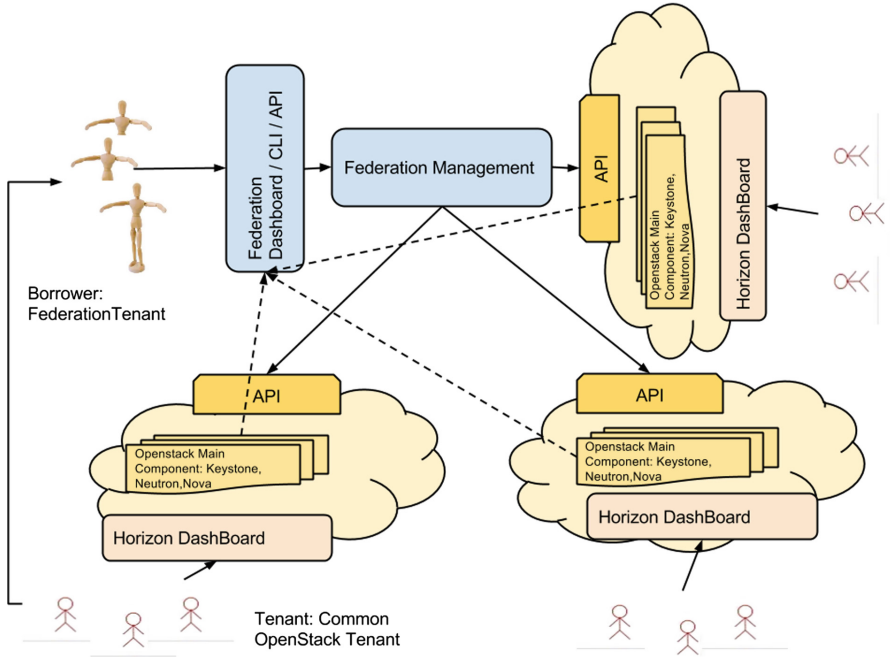 Federation
Dashboard / CLI / API
Federation Management
API
Openstack Main
Component: Keystone,
Neutron,Nova
Horizon DashBoard
Borrower:
FederationTenant
API
Openstack Main
Component: Keystone,
Neutron,Nova
Horizon DashBoard
API
Openstack Main
Component: Keystone,
Neutron,Nova
Horizon DashBoard
Tenant: Common
OpenStack Tenant